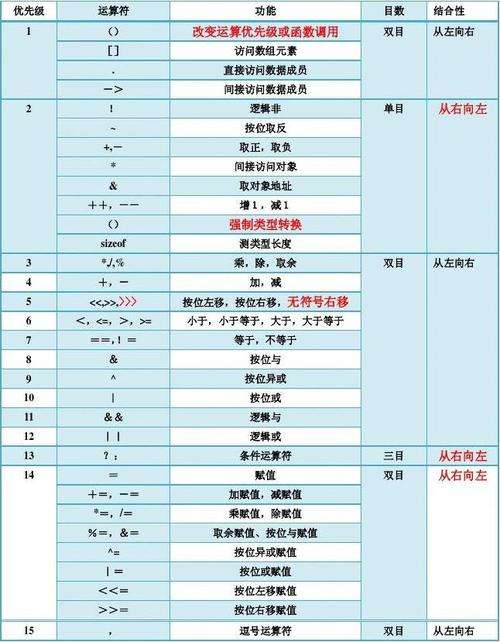 优先级 运算符 功能 目数 结合性
1 () 改变运算优先级或函数调用 双目 从左向右
[] 访问数组元素
. 直接访问数据成员
—> 间接访问数据成员
2 ! 逻辑非 单目 从右向左
~ 按位取反
+,- 取正，取负
* 间接访问对象
& 取对象地址
++，-- 增1，减1
() 强制类型转换
sizeof 测类型长度
3 *,/,% 乘，除，取余 双目 从左向右
4 +，- 加，减
5 <<,>>,>>> 按位左移，按位右移，无符号右移
6 <，<=，>，>= 小于，小于等于，大于，大于等于
7 ==,！= 等于，不等于
8 & 按位与
9 ^ 按位异或
10 | 按位或
11 && 逻辑与
12 || 逻辑或
13 ?： 条件运算符 三目 从右向左
14 = 赋值 双目 从右向左
+=，-= 加赋值，减赋值
*=，/= 乘赋值，除赋值
%=，&= 取余赋值、按位与赋值
^= 按位异或赋值
|= 按位或赋值
<<= 按位左移赋值
>>= 按位右移赋值
15 ， 逗号运算符 双目 从左向右